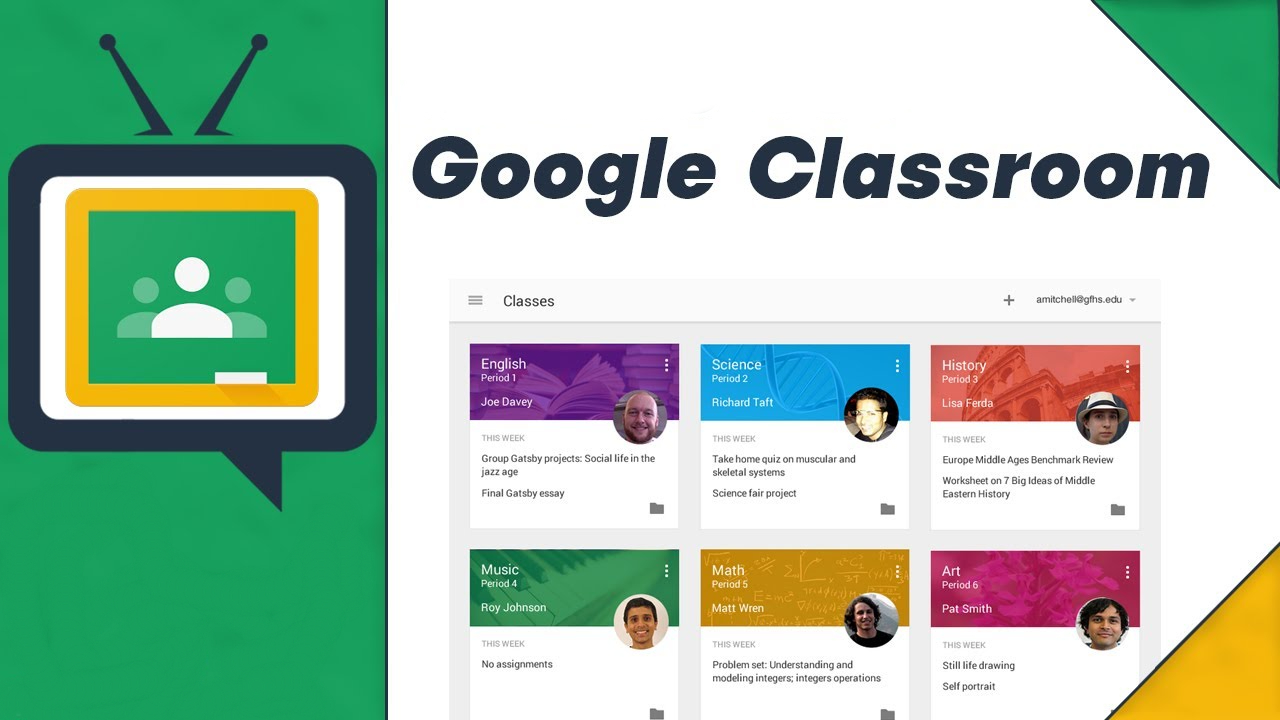 Google Classroom
Classes
+
amitchell@gfhs.edu
English
Period 1
Joe Davey
THIS WEEK
Group Gatsby projects: Social life in the
jazz age
Final Gatsby essay
Science
Period 2
Richard Taft
THIS WEEK
Take home quiz on muscular and
skeletal systems
Science fair project
History
Period 3
Lisa Ferda
THIS WEEK
Europe Middle Ages Benchmark Review
Worksheet on 7 Big Ideas of Middle
Eastern History
Music
Period 4
Roy Johnson
THIS WEEK
No assignments
Math
Period 5
Matt Wren
E=mc²
THIS WEEK
Problem set: Understanding and
modeling integers; integers operations
Art
Period 6
Pat Smith
THIS WEEK
Still life drawing
Self portrait